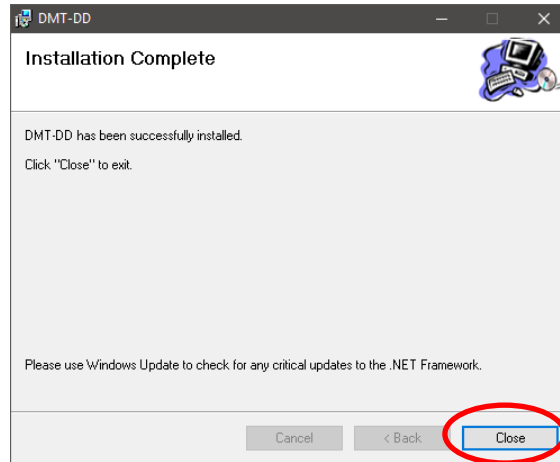 DMT-DD
Installation Complete
DMT-DD has been successfully installed.
Click "Close" to exit.
Please use Windows Update to check for any critical updates to the .NET Framework.
Cancel
< Back
Close